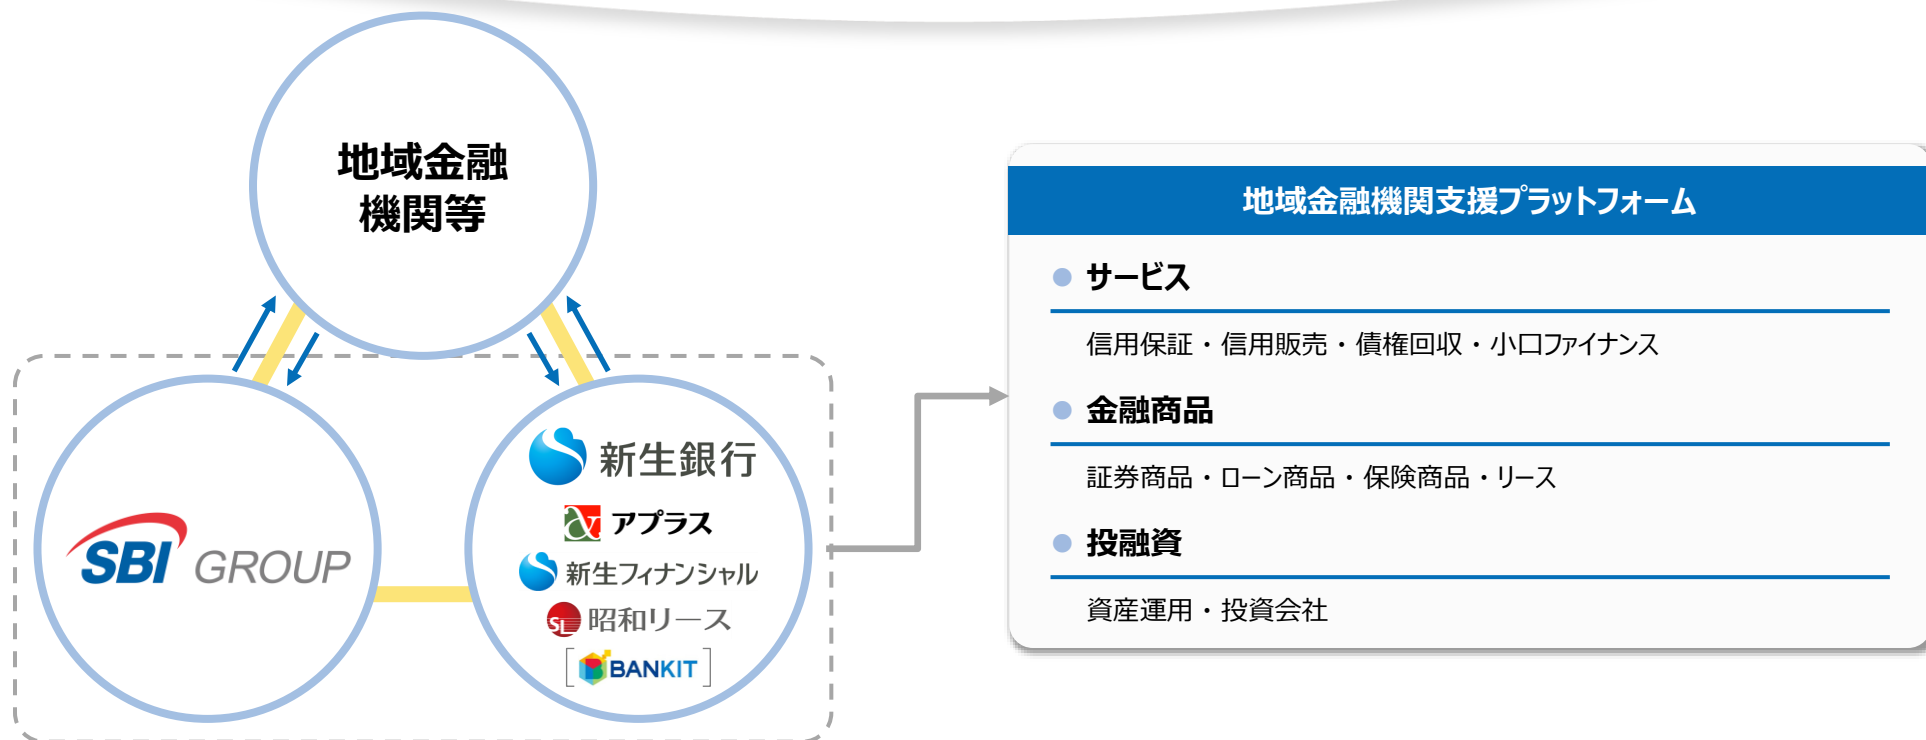 地域金融
機関等
SBI GROUP
新生銀行
アプラス
新生フィナンシャル
SL 昭和リース
[BANKIT]
地域金融機関支援プラットフォーム
● サービス
信用保証・信用販売・債権回収・小口ファイナンス
● 金融商品
証券商品・ローン商品・保険商品・リース
● 投融資
資産運用・投資会社